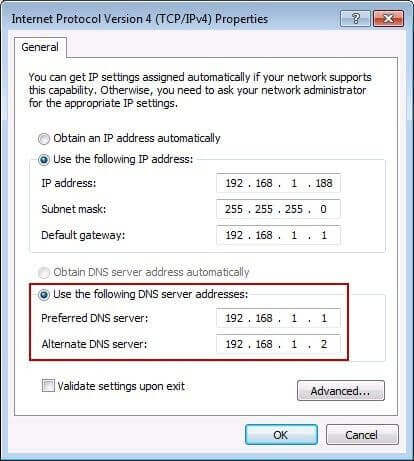 Internet Protocol Version 4 (TCP/IPv4) Properties
General
You can get IP settings assigned automatically if your network supports
this capability. Otherwise, you need to ask your network administrator
for the appropriate IP settings.
Obtain an IP address automatically
Use the following IP address:
IP address: 192 . 168 . 1 . 188
Subnet mask: 255 . 255 . 255 . 0
Default gateway: 192 . 168 . 1 . 1
Obtain DNS server address automatically
Use the following DNS server addresses:
Preferred DNS server: 192 . 168 . 1 . 1
Alternate DNS server: 192 . 168 . 1 . 2
Validate settings upon exit
Advanced...
OK Cancel